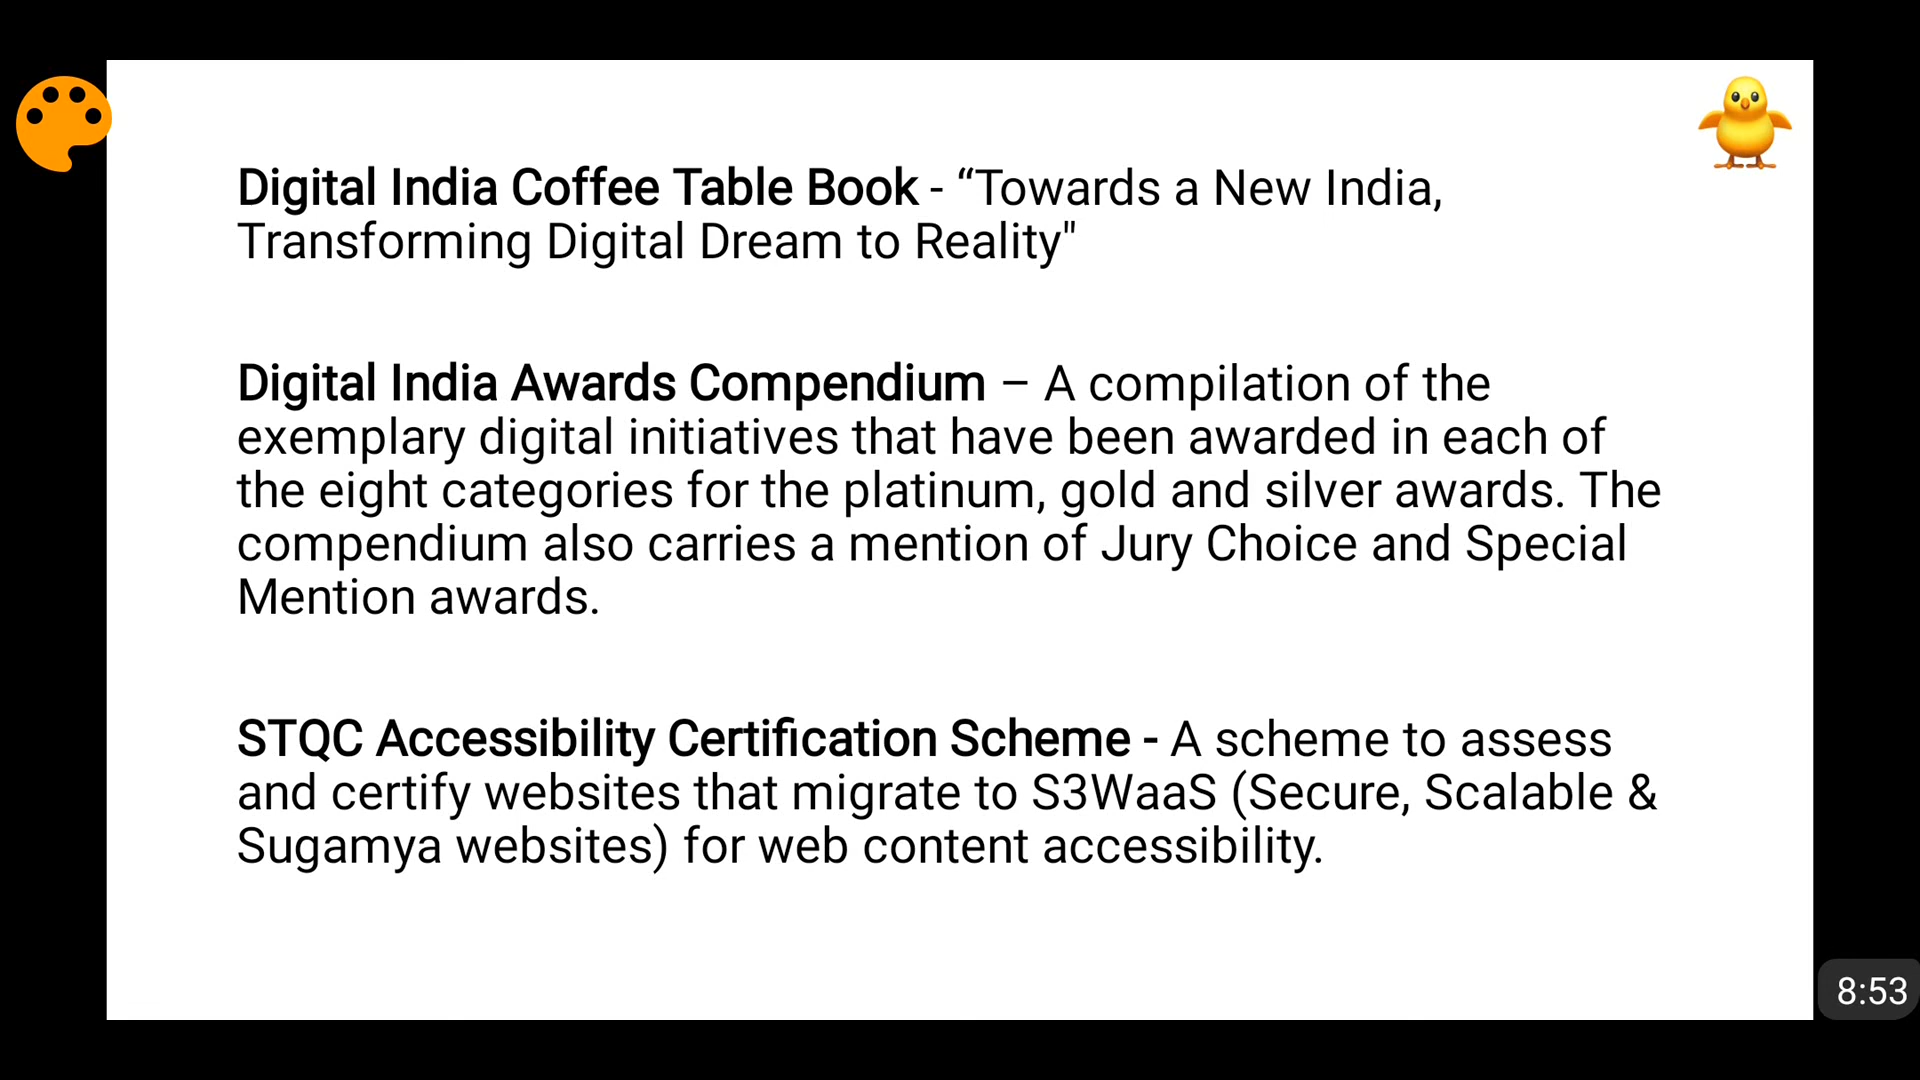 Digital India Coffee Table Book - “Towards a New India,
Transforming Digital Dream to Reality"
Digital India Awards Compendium – A compilation of the
exemplary digital initiatives that have been awarded in each of
the eight categories for the platinum, gold and silver awards. The
compendium also carries a mention of Jury Choice and Special
Mention awards.
STQC Accessibility Certification Scheme - A scheme to assess
and certify websites that migrate to S3WaaS (Secure, Scalable &
Sugamya websites) for web content accessibility.
8:53